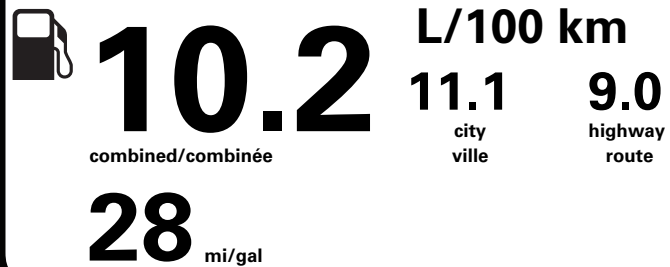 10.2
combined/combinée
L/100 km
11.1
city
ville
9.0
highway
route
28 mi/gal